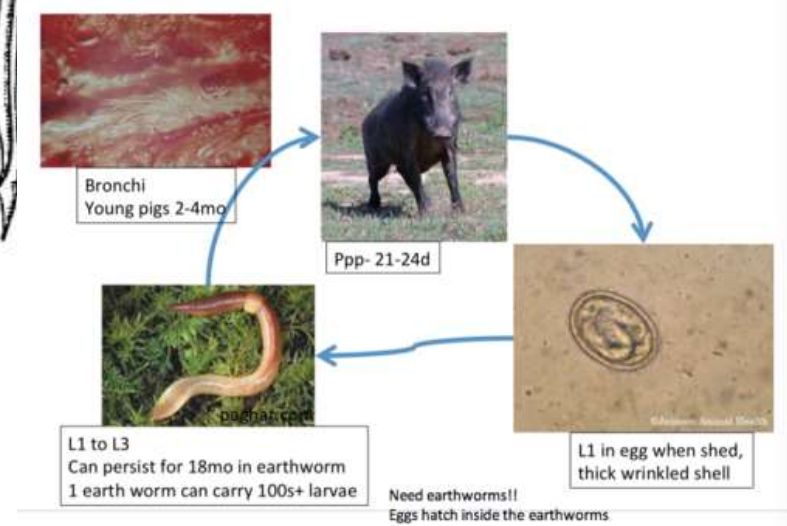 Bronchi
Young pigs 2-4mo
Ppp- 21-24d
L1 in egg when shed,
thick wrinkled shell
L1 to L3
Can persist for 18mo in earthworm
1 earth worm can carry 100s+ larvae
Need earthworms!!
Eggs hatch inside the earthworms
Animal Health